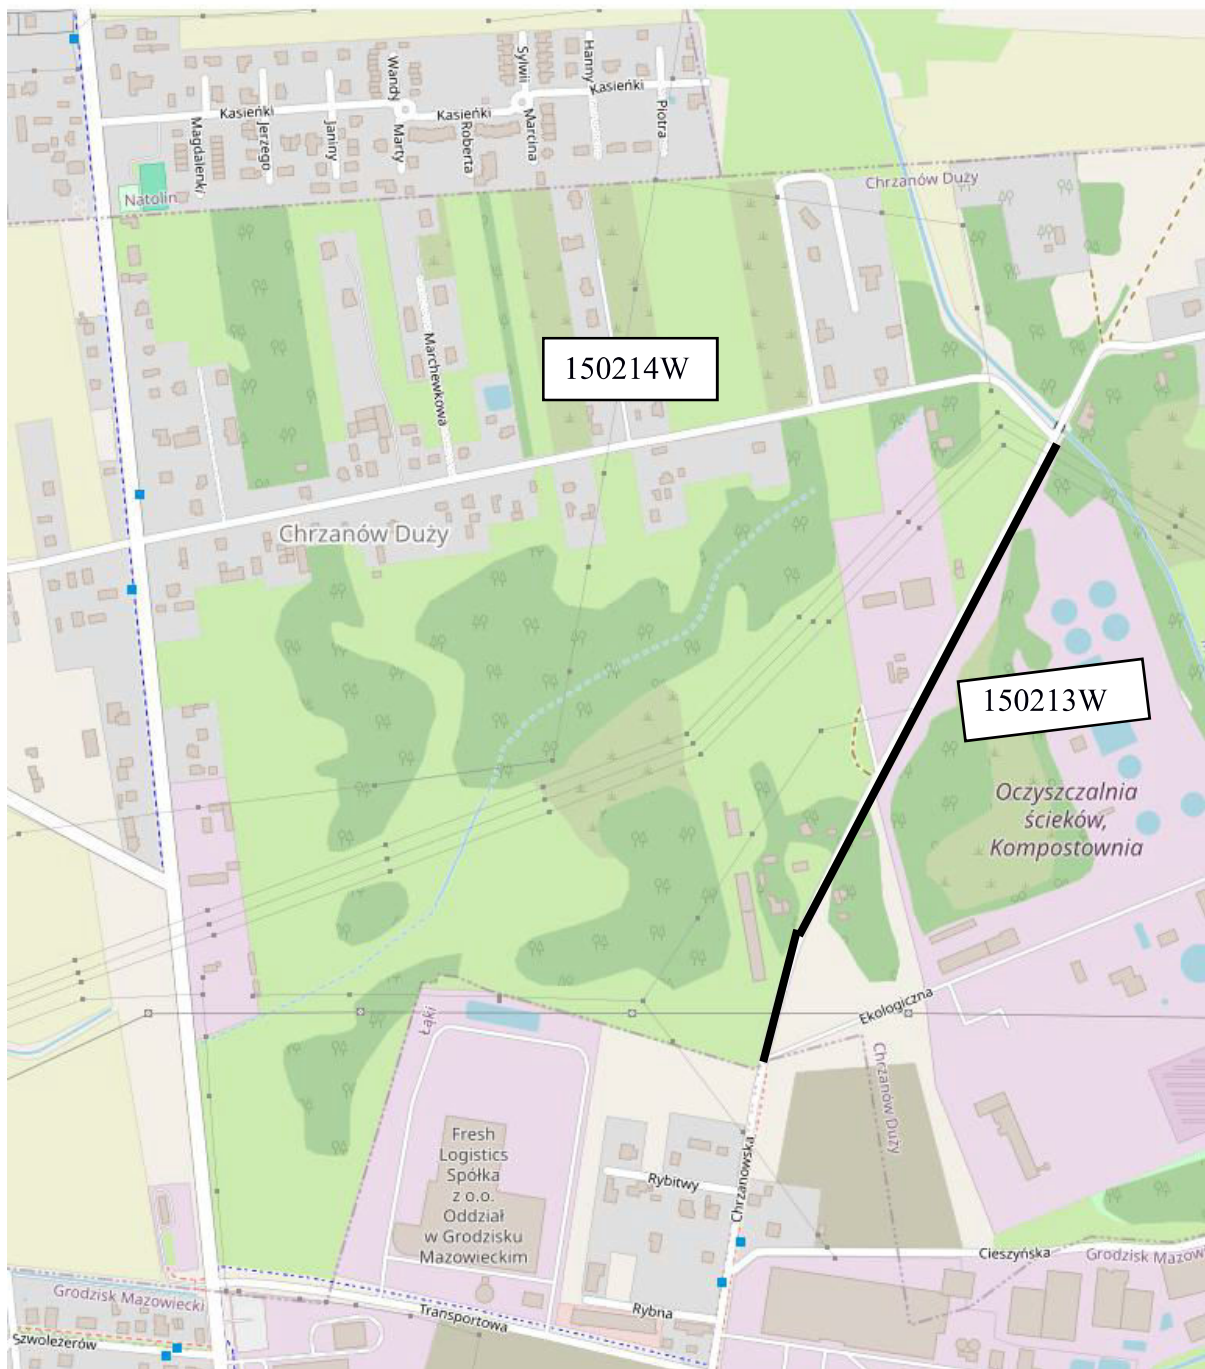 Kasieńki
Kasieńki
Kasieńki
Magdalenki
Jerzego
Janiny
Wandy
Marty
Roberta
Sylwii
Marcina
Hanny
Piotra
Natolin
Chrzanów Duży
Marchewkowa
150214W
Chrzanów Duży
150213W
Oczyszczalnia
ścieków,
Kompostownia
Ekologiczna
Łąki
Chrzanów Duży
Fresh
Logistics
Spółka
z o.o.
Oddział
w Grodzisku
Mazowieckim
Rybitwy
Chrzanowska
Cieszyńska
Grodzisk Mazow
Grodzisk Mazowiecki
Transportowa
Rybna
Szwoleżerów